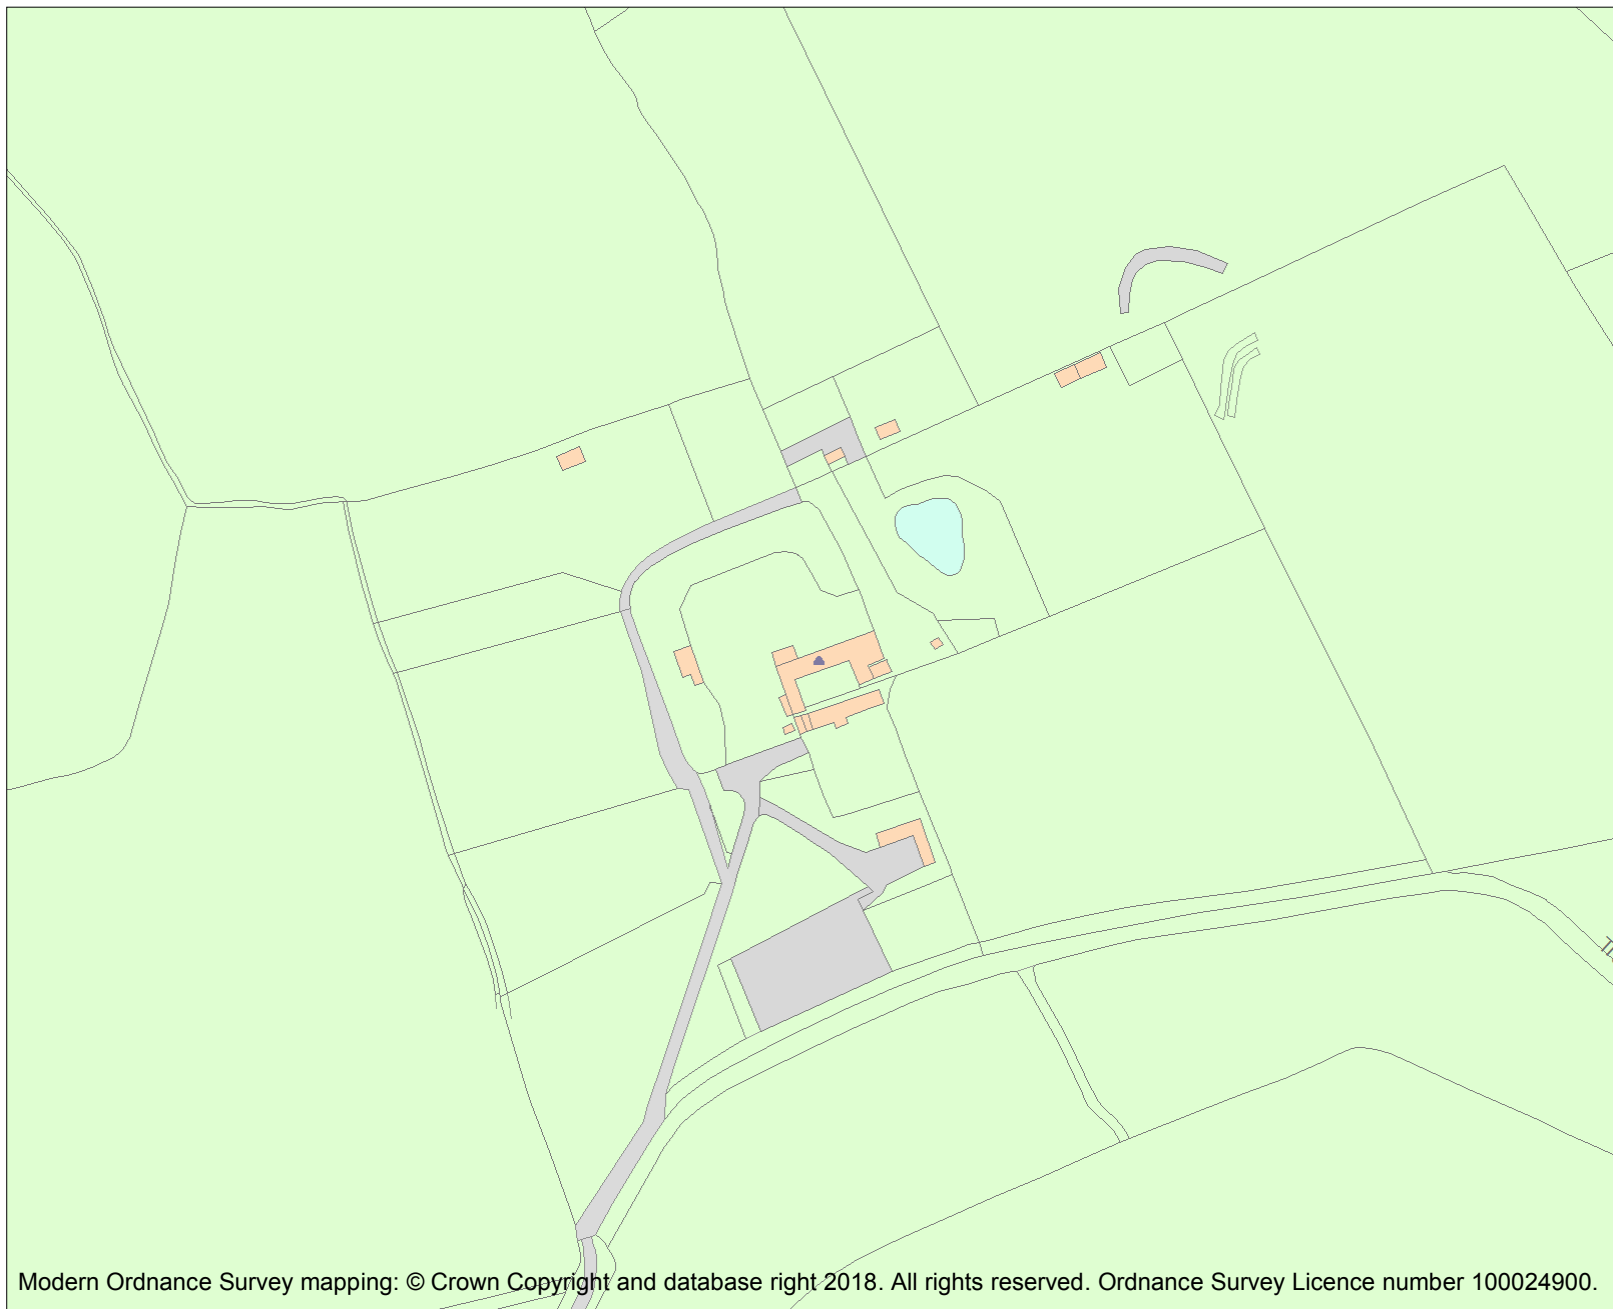 Modern Ordnance Survey mapping: © Crown Copyright and database right 2018. All rights reserved. Ordnance Survey Licence number 100024900.